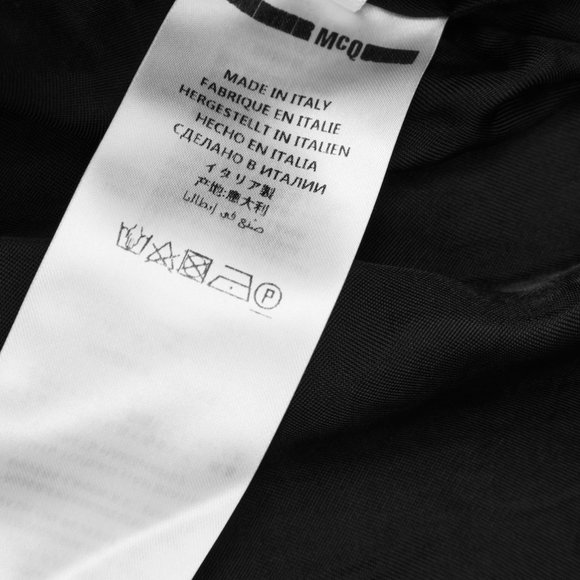 McQ
MADE IN ITALY
FABRIQUE EN ITALIE
HERGESTELLT IN ITALIEN
HECHO EN ITALIA
СДЕЛАНО В ИТАЛИИ
イタリア製
产地:意大利
صنع في إيطاليا
P